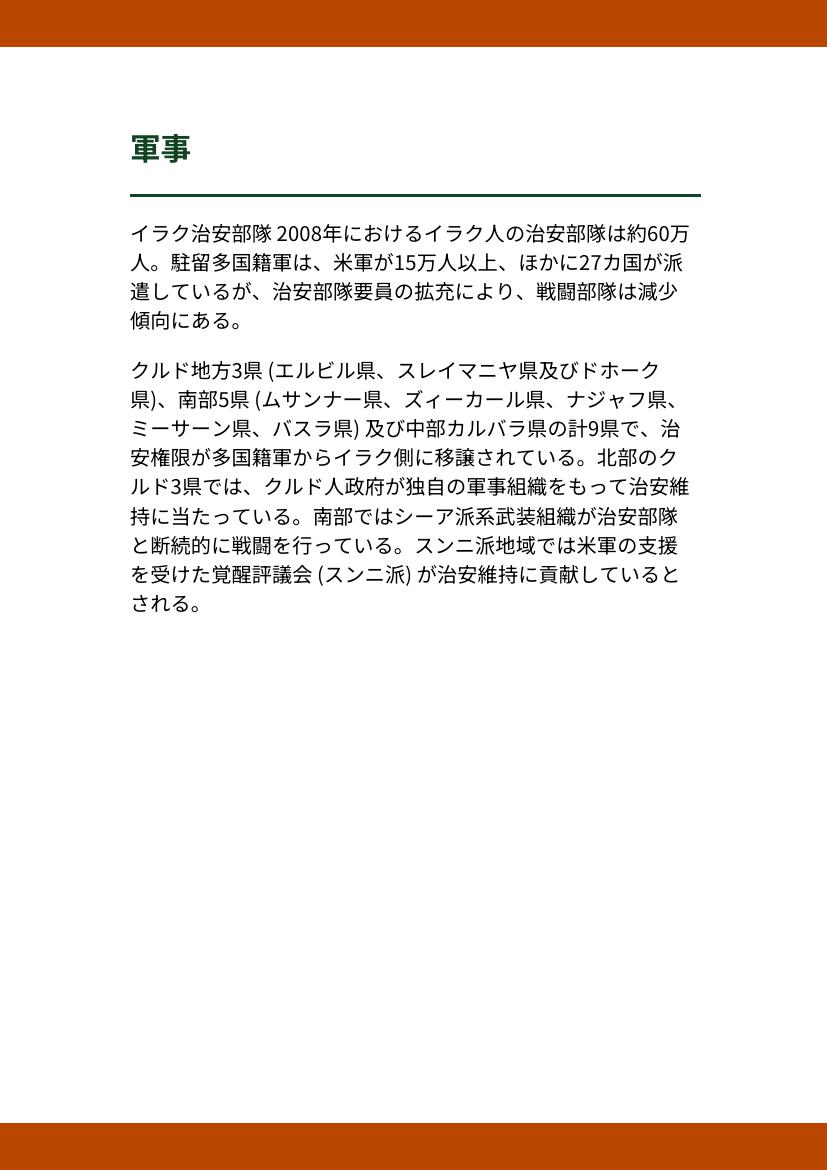 軍事
イラク治安部隊 2008年におけるイラク人の治安部隊は約60万
人。駐留多国籍軍は、米軍が15万人以上、ほかに27カ国が派
遣しているが、治安部隊要員の拡充により、戦闘部隊は減少
傾向にある。
クルド地方3県 (エルビル県、スレイマニヤ県及びドホーク
県)、南部5県 (ムサンナー県、ズィーカール県、ナジャフ県、
ミーサーン県、バスラ県) 及び中部カルバラ県の計9県で、治
安権限が多国籍軍からイラク側に移譲されている。北部のク
ルド3県では、クルド人政府が独自の軍事組織をもって治安維
持に当たっている。南部ではシーア派系武装組織が治安部隊
と断続的に戦闘を行っている。スンニ派地域では米軍の支援
を受けた覚醒評議会 (スンニ派) が治安維持に貢献していると
される。